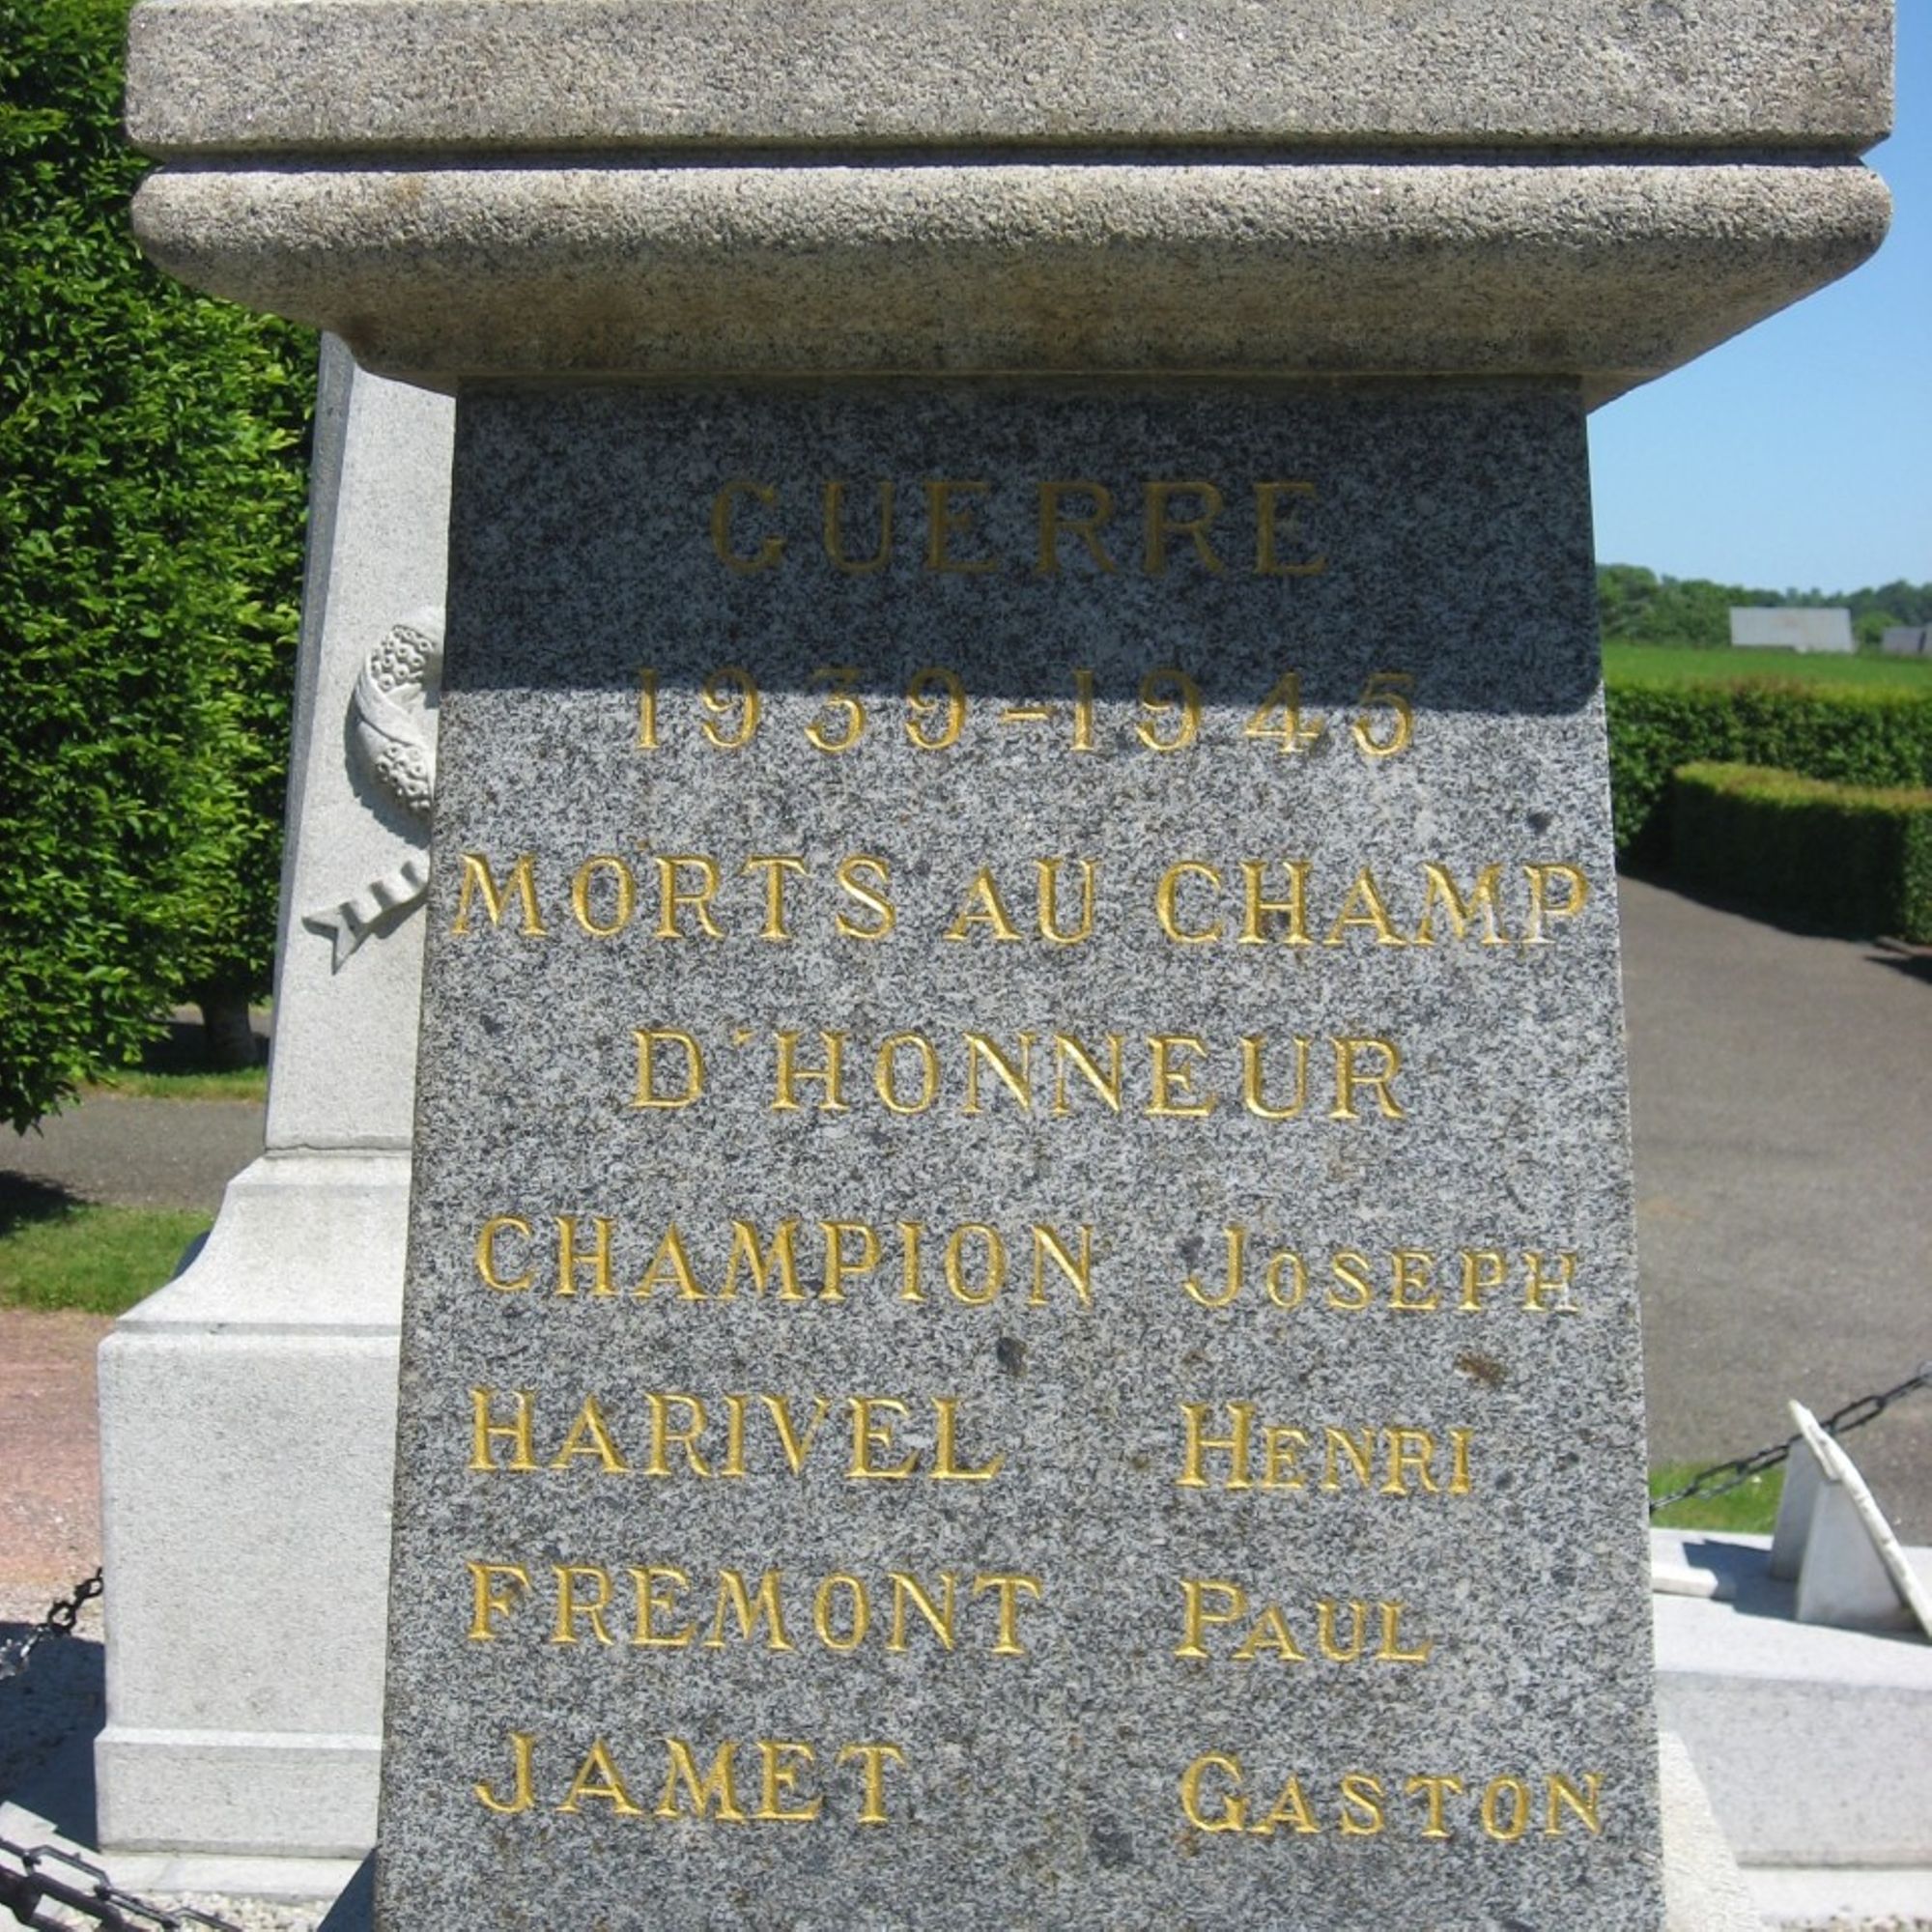 GUERRE
1939-1945
MORTS AU CHAMP
D'HONNEUR
CHAMPION JOSEPH
HARIVEL HENRI
FREMONT PAUL
JAMET GASTON